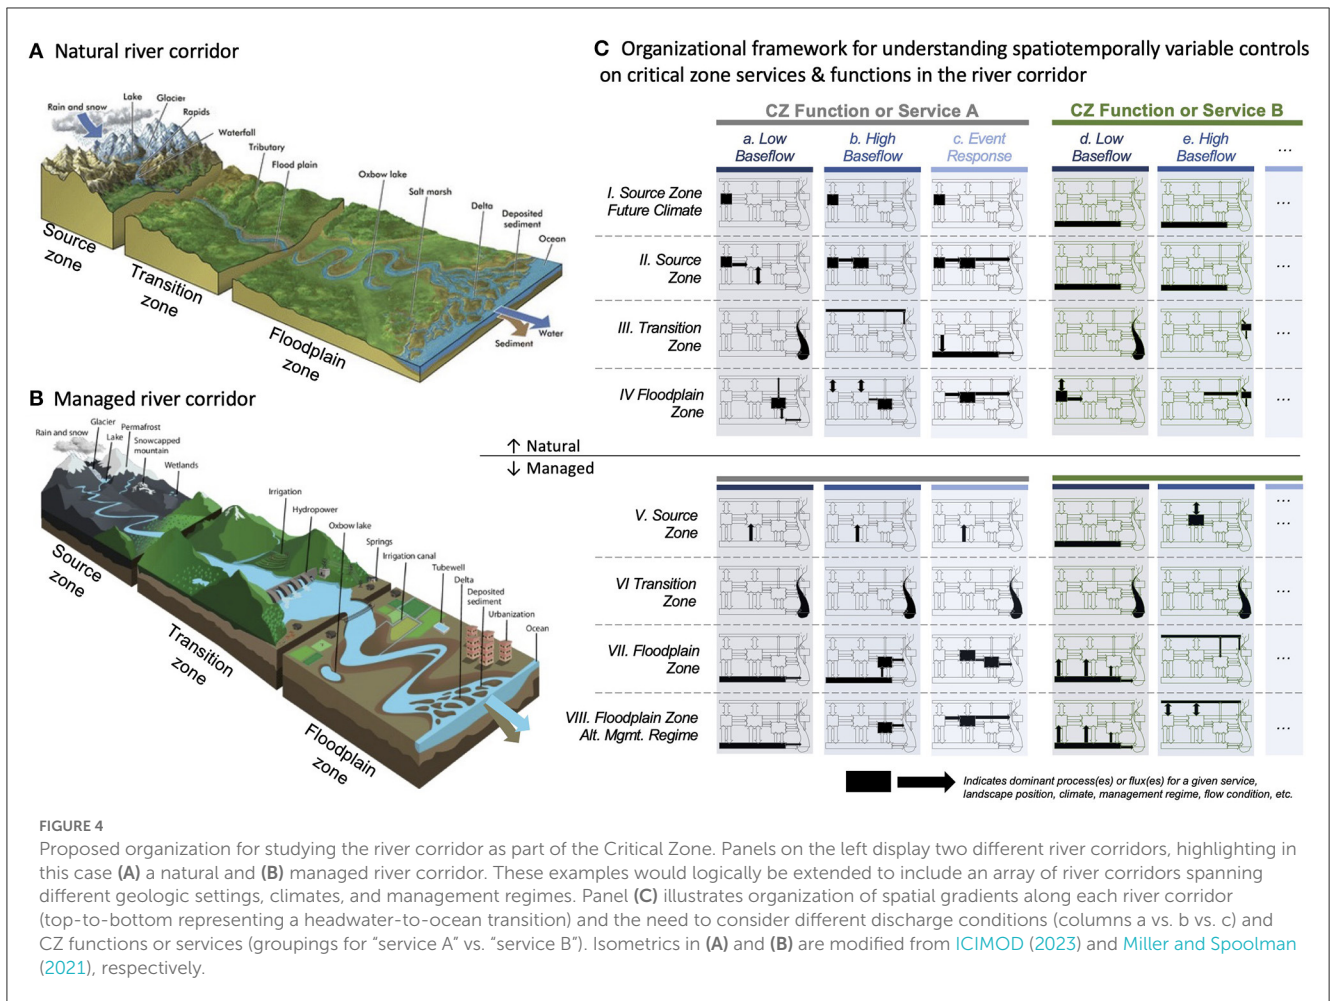 A Natural river corridor
Rain and snow
Lake
Glacier
Rapids
Waterfall
Tributary
Flood plain
Oxbow lake
Salt marsh
Delta
Deposited
sediment
Ocean
Water
Sediment
Source
zone
Transition
zone
Floodplain
zone
B Managed river corridor
Rain and snow
Glacier
Lake
Permafrost
Snowcapped
mountain
Wetlands
Irrigation
Hydropower
Oxbow lake
Springs
Irrigation canal
Tubewell
Delta
Deposited
sediment
Urbanization
Ocean
Source
zone
Transition
zone
Floodplain
zone
C Organizational framework for understanding spatiotemporally variable controls
on critical zone services & functions in the river corridor
CZ Function or Service A
CZ Function or Service B
a. Low
Baseflow
b. High
Baseflow
c. Event
Response
d. Low
Baseflow
e. High
Baseflow
...
I. Source Zone
Future Climate
...
II. Source
Zone
...
III. Transition
Zone
...
IV Floodplain
Zone
...
↑ Natural
↓ Managed
V. Source
Zone
...
...
VI Transition
Zone
...
VII. Floodplain
Zone
...
VIII. Floodplain Zone
Alt. Mgmt. Regime
...
Indicates dominant process(es) or flux(es) for a given service,
landscape position, climate, management regime, flow condition, etc.
FIGURE 4
Proposed organization for studying the river corridor as part of the Critical Zone. Panels on the left display two different river corridors, highlighting in
this case (A) a natural and (B) managed river corridor. These examples would logically be extended to include an array of river corridors spanning
different geologic settings, climates, and management regimes. Panel (C) illustrates organization of spatial gradients along each river corridor
(top-to-bottom representing a headwater-to-ocean transition) and the need to consider different discharge conditions (columns a vs. b vs. c) and
CZ functions or services (groupings for “service A” vs. “service B”). Isometrics in (A) and (B) are modified from ICIMOD (2023) and Miller and Spoolman
(2021), respectively.